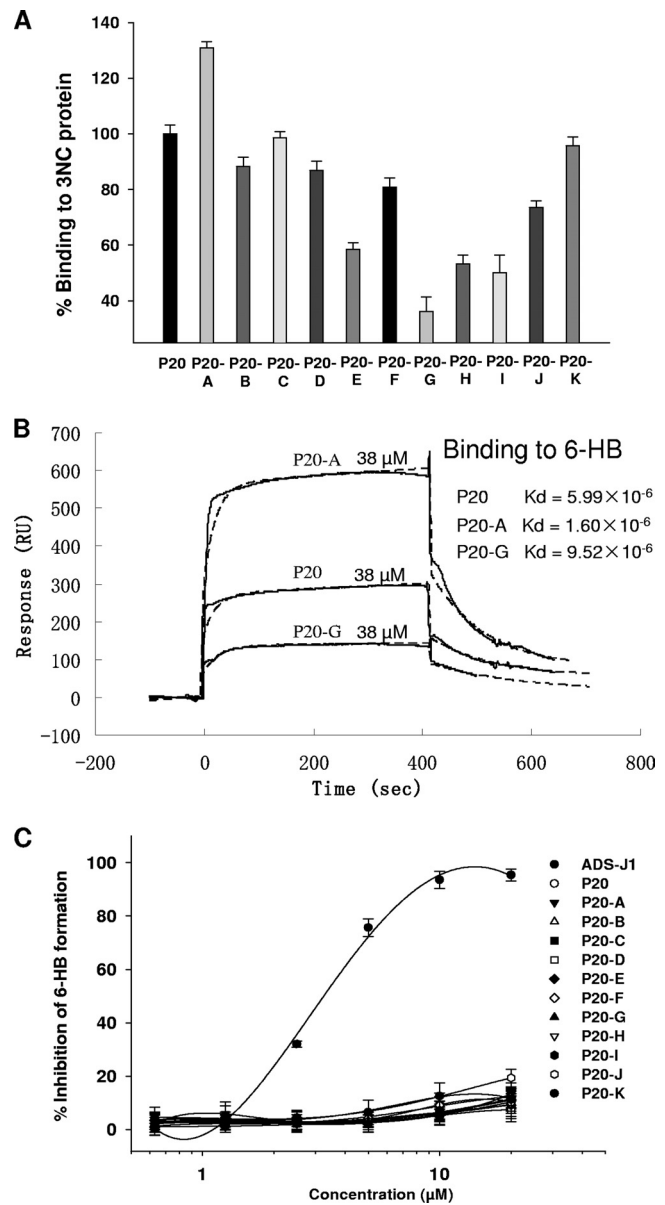 A
% Binding to 3NC protein
140
120
100
80
60
40
P20 P20-A P20-B P20-C P20-D P20-E P20-F P20-G P20-H P20-I P20-J P20-K
B
Response (RU)
700
600
500
400
300
200
100
0
−100
−200 0 200 400 600 800
Time (sec)
P20-A 38 µM
P20 38 µM
P20-G 38 µM
Binding to 6-HB
P20 Kd = 5.99×10-6
P20-A Kd = 1.60×10-6
P20-G Kd = 9.52×10-6
C
% Inhibition of 6-HB formation
100
80
60
40
20
0
1 10
Concentration (µM)
ADS-J1
P20
P20-A
P20-B
P20-C
P20-D
P20-E
P20-F
P20-G
P20-H
P20-I
P20-J
P20-K